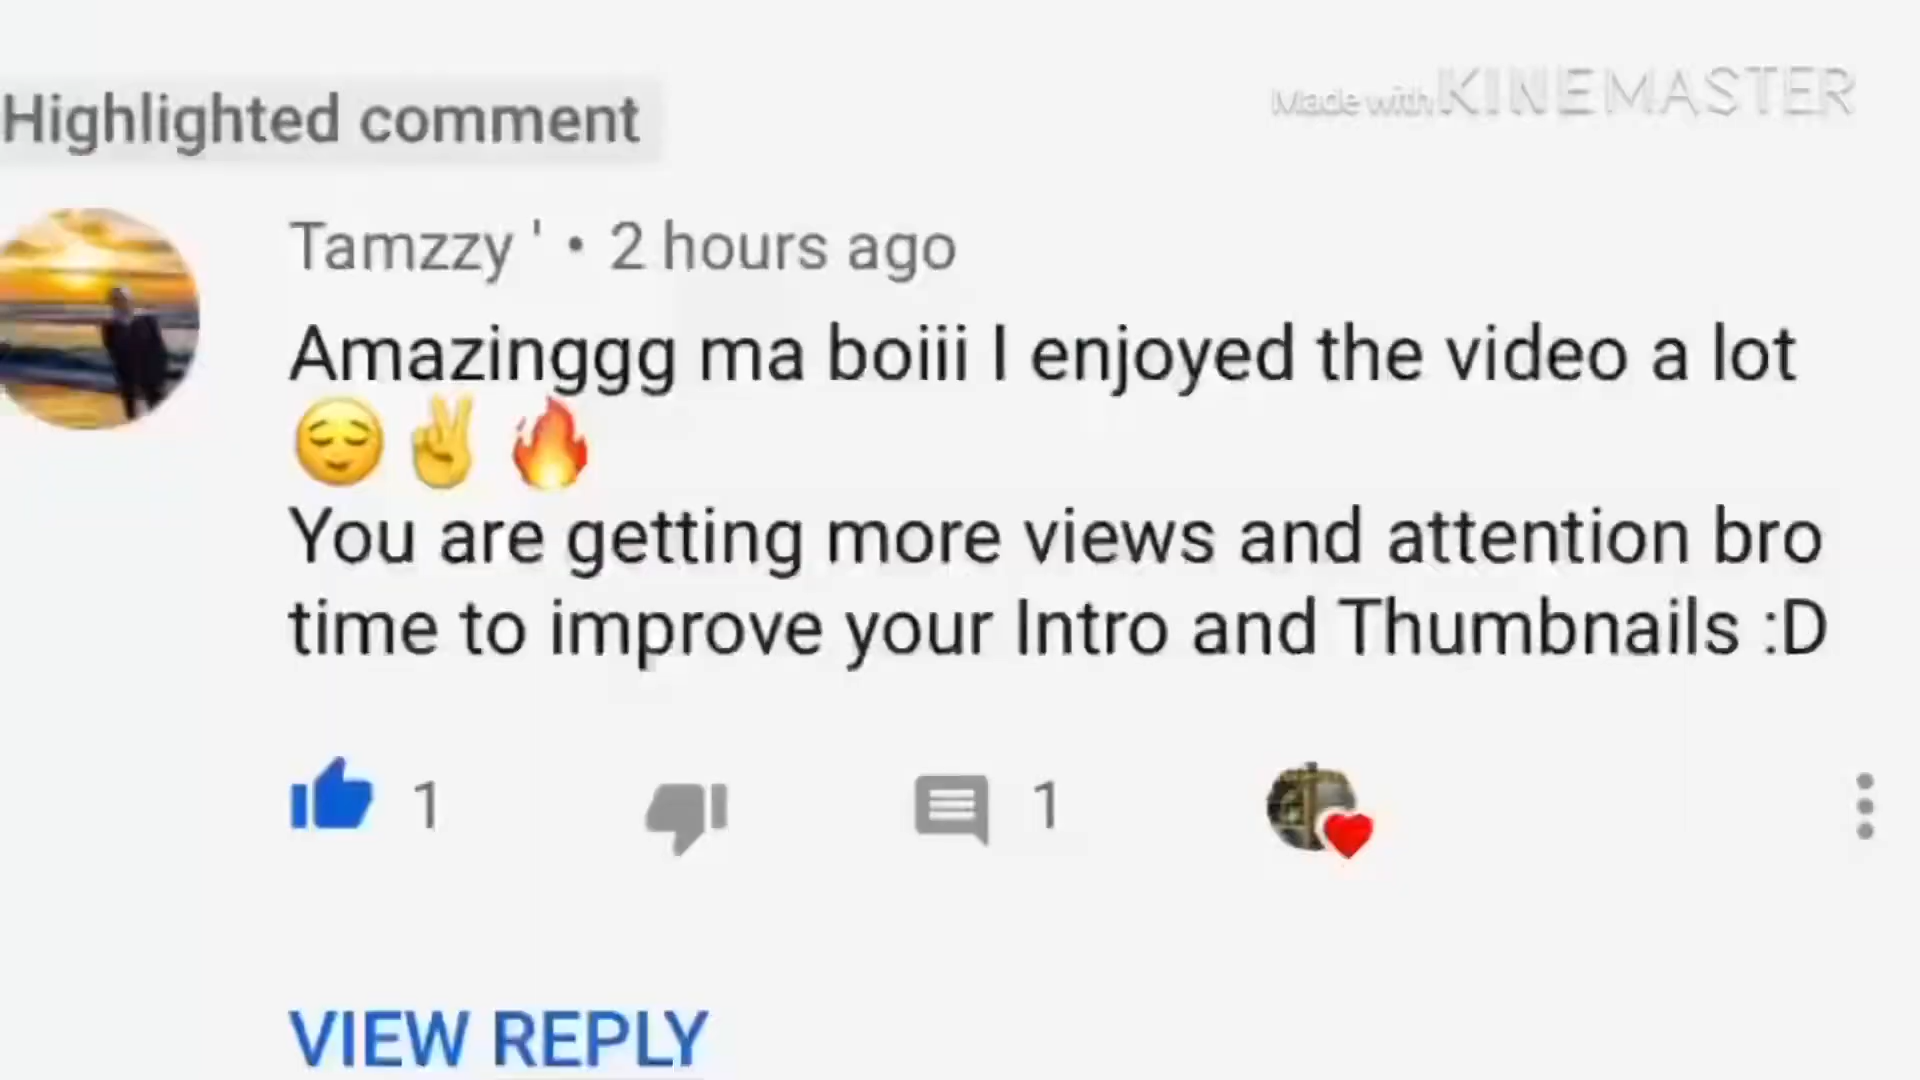 Made with KINEMASTER
Highlighted comment
Tamzzy ' • 2 hours ago
Amazinggg ma boiii I enjoyed the video a lot
😌✌️🔥
You are getting more views and attention bro
time to improve your Intro and Thumbnails :D
1
1
VIEW REPLY